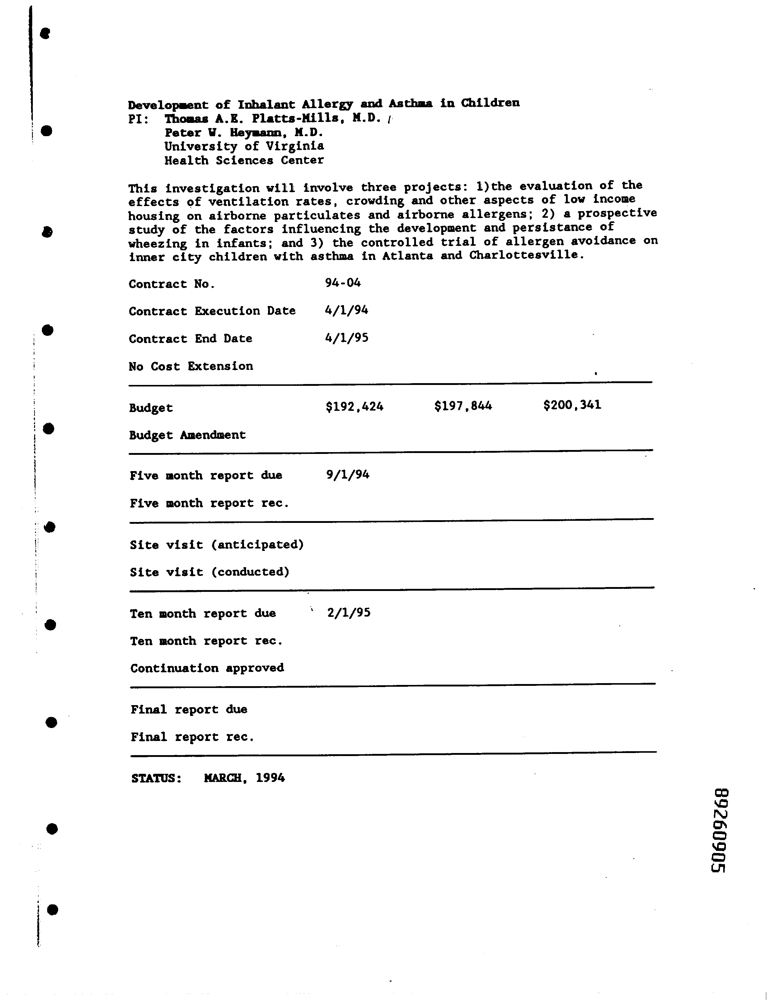 Development of Inhalant Allergy and Asthma in Children
PI: Thomas A.E. Platts-Mills, M.D.
Peter W. Heymann, M.D.
University of Virginia
Health Sciences Center
This investigation will involve three projects: 1)the evaluation of the
effects of ventilation rates, crowding and other aspects of low income
housing on airborne particulates and airborne allergens; 2) a prospective
study of the factors influencing the development and persistance of
wheezing in infants; and 3) the controlled trial of allergen avoidance on
inner city children with asthma in Atlanta and Charlottesville.
Contract No. 94-04
Contract Execution Date 4/1/94
Contract End Date 4/1/95
No Cost Extension
Budget $192,424 $197,844 $200,341
Budget Amendment
Five month report due 9/1/94
Five month report rec.
Site visit (anticipated)
Site visit (conducted)
Ten month report due 2/1/95
Ten month report rec.
Continuation approved
Final report due
Final report rec.
STATUS: MARCH, 1994
89260905